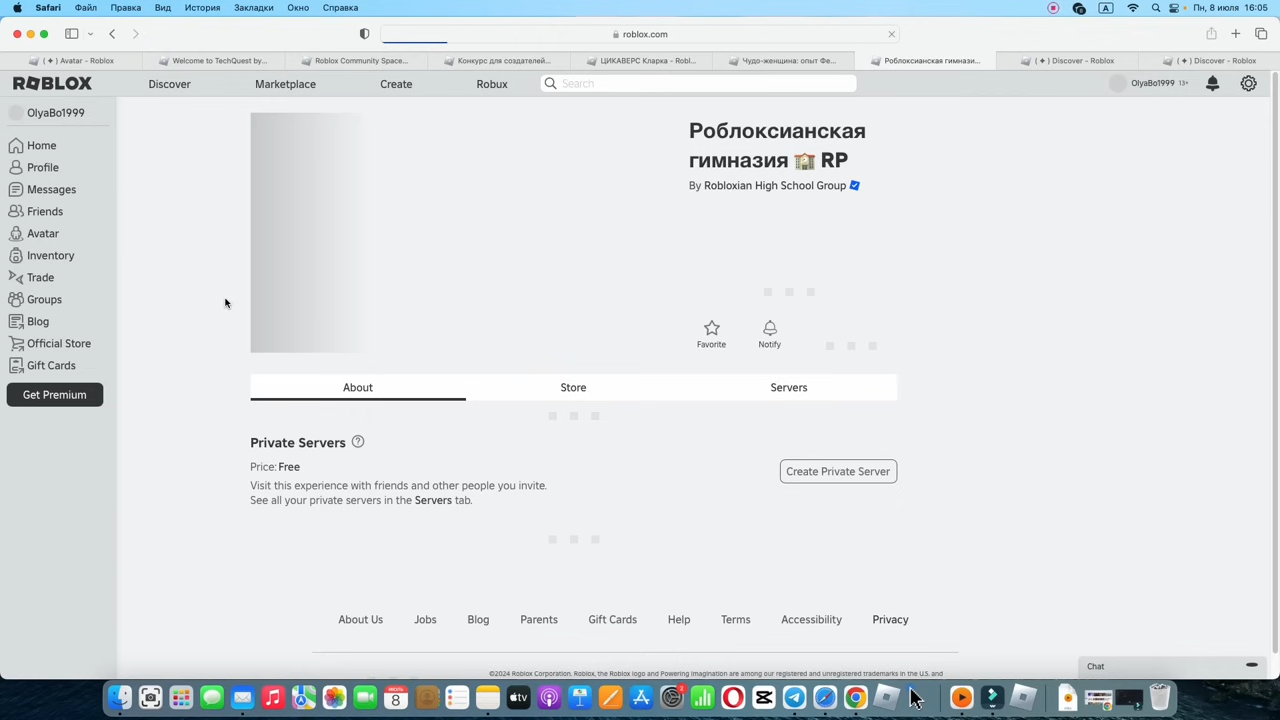 Safari Файл Правка Вид История Закладки Окно Справка A Пн, 8 июля 16:05
roblox.com
(✦) Avatar - Roblox Welcome to TechQuest by... Roblox Community Space... Конкурс для создателей... ЦИКАВЕРС Кларка - Robl... Чудо-женщина: опыт Фе... Роблоксианская гимнази... (✦) Discover - Roblox (✦) Discover - Roblox
ROBLOX Discover Marketplace Create Robux Search OlyaBo1999 13+
OlyaBo1999
Home
Profile
Messages
Friends
Avatar
Inventory
Trade
Groups
Blog
Official Store
Gift Cards
Get Premium
Роблоксианская
гимназия 🏫 RP
By Robloxian High School Group
Favorite Notify
About Store Servers
Private Servers ?
Price: Free
Visit this experience with friends and other people you invite.
See all your private servers in the Servers tab.
Create Private Server
About Us Jobs Blog Parents Gift Cards Help Terms Accessibility Privacy
©2024 Roblox Corporation. Roblox, the Roblox logo and Powering Imagination are among our registered and unregistered trademarks in the U.S. and
Chat
8
tv
2